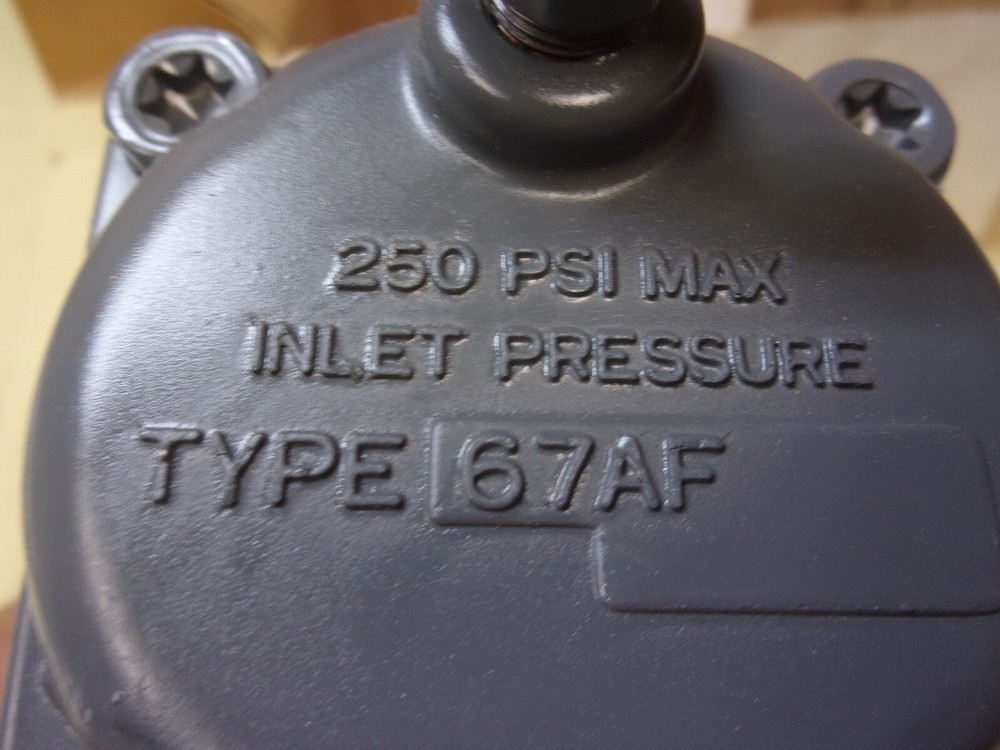 250 PSI MAX
INLET PRESSURE
TYPE 67AF